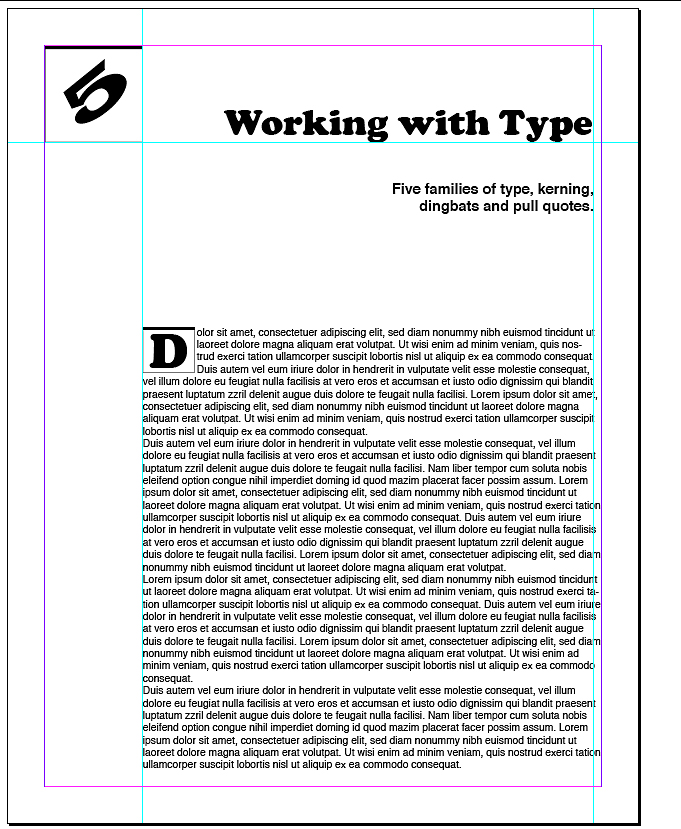 5
Working with Type
Five families of type, kerning,
dingbats and pull quotes.
D
olor sit amet, consectetuer adipiscing elit, sed diam nonummy nibh euismod tincidunt ut
laoreet dolore magna aliquam erat volutpat. Ut wisi enim ad minim veniam, quis nos-
trud exerci tation ullamcorper suscipit lobortis nisl ut aliquip ex ea commodo consequat.
Duis autem vel eum iriure dolor in hendrerit in vulputate velit esse molestie consequat,
vel illum dolore eu feugiat nulla facilisis at vero eros et accumsan et iusto odio dignissim qui blandit
praesent luptatum zzril delenit augue duis dolore te feugait nulla facilisi. Lorem ipsum dolor sit amet,
consectetuer adipiscing elit, sed diam nonummy nibh euismod tincidunt ut laoreet dolore magna
aliquam erat volutpat. Ut wisi enim ad minim veniam, quis nostrud exerci tation ullamcorper suscipit
lobortis nisl ut aliquip ex ea commodo consequat.
Duis autem vel eum iriure dolor in hendrerit in vulputate velit esse molestie consequat, vel illum
dolore eu feugiat nulla facilisis at vero eros et accumsan et iusto odio dignissim qui blandit praesent
luptatum zzril delenit augue duis dolore te feugait nulla facilisi. Nam liber tempor cum soluta nobis
eleifend option congue nihil imperdiet doming id quod mazim placerat facer possim assum. Lorem
ipsum dolor sit amet, consectetuer adipiscing elit, sed diam nonummy nibh euismod tincidunt ut
laoreet dolore magna aliquam erat volutpat. Ut wisi enim ad minim veniam, quis nostrud exerci tation
ullamcorper suscipit lobortis nisl ut aliquip ex ea commodo consequat. Duis autem vel eum iriure
dolor in hendrerit in vulputate velit esse molestie consequat, vel illum dolore eu feugiat nulla facilisis
at vero eros et accumsan et iusto odio dignissim qui blandit praesent luptatum zzril delenit augue
duis dolore te feugait nulla facilisi. Lorem ipsum dolor sit amet, consectetuer adipiscing elit, sed diam
nonummy nibh euismod tincidunt ut laoreet dolore magna aliquam erat volutpat.
Lorem ipsum dolor sit amet, consectetuer adipiscing elit, sed diam nonummy nibh euismod tincidunt
ut laoreet dolore magna aliquam erat volutpat. Ut wisi enim ad minim veniam, quis nostrud exerci ta-
tion ullamcorper suscipit lobortis nisl ut aliquip ex ea commodo consequat. Duis autem vel eum iriure
dolor in hendrerit in vulputate velit esse molestie consequat, vel illum dolore eu feugiat nulla facilisis
at vero eros et accumsan et iusto odio dignissim qui blandit praesent luptatum zzril delenit augue
duis dolore te feugait nulla facilisi. Lorem ipsum dolor sit amet, consectetuer adipiscing elit, sed diam
nonummy nibh euismod tincidunt ut laoreet dolore magna aliquam erat volutpat. Ut wisi enim ad
minim veniam, quis nostrud exerci tation ullamcorper suscipit lobortis nisl ut aliquip ex ea commodo
consequat.
Duis autem vel eum iriure dolor in hendrerit in vulputate velit esse molestie consequat, vel illum
dolore eu feugiat nulla facilisis at vero eros et accumsan et iusto odio dignissim qui blandit praesent
luptatum zzril delenit augue duis dolore te feugait nulla facilisi. Nam liber tempor cum soluta nobis
eleifend option congue nihil imperdiet doming id quod mazim placerat facer possim assum. Lorem
ipsum dolor sit amet, consectetuer adipiscing elit, sed diam nonummy nibh euismod tincidunt ut
laoreet dolore magna aliquam erat volutpat. Ut wisi enim ad minim veniam, quis nostrud exerci tation
ullamcorper suscipit lobortis nisl ut aliquip ex ea commodo consequat.